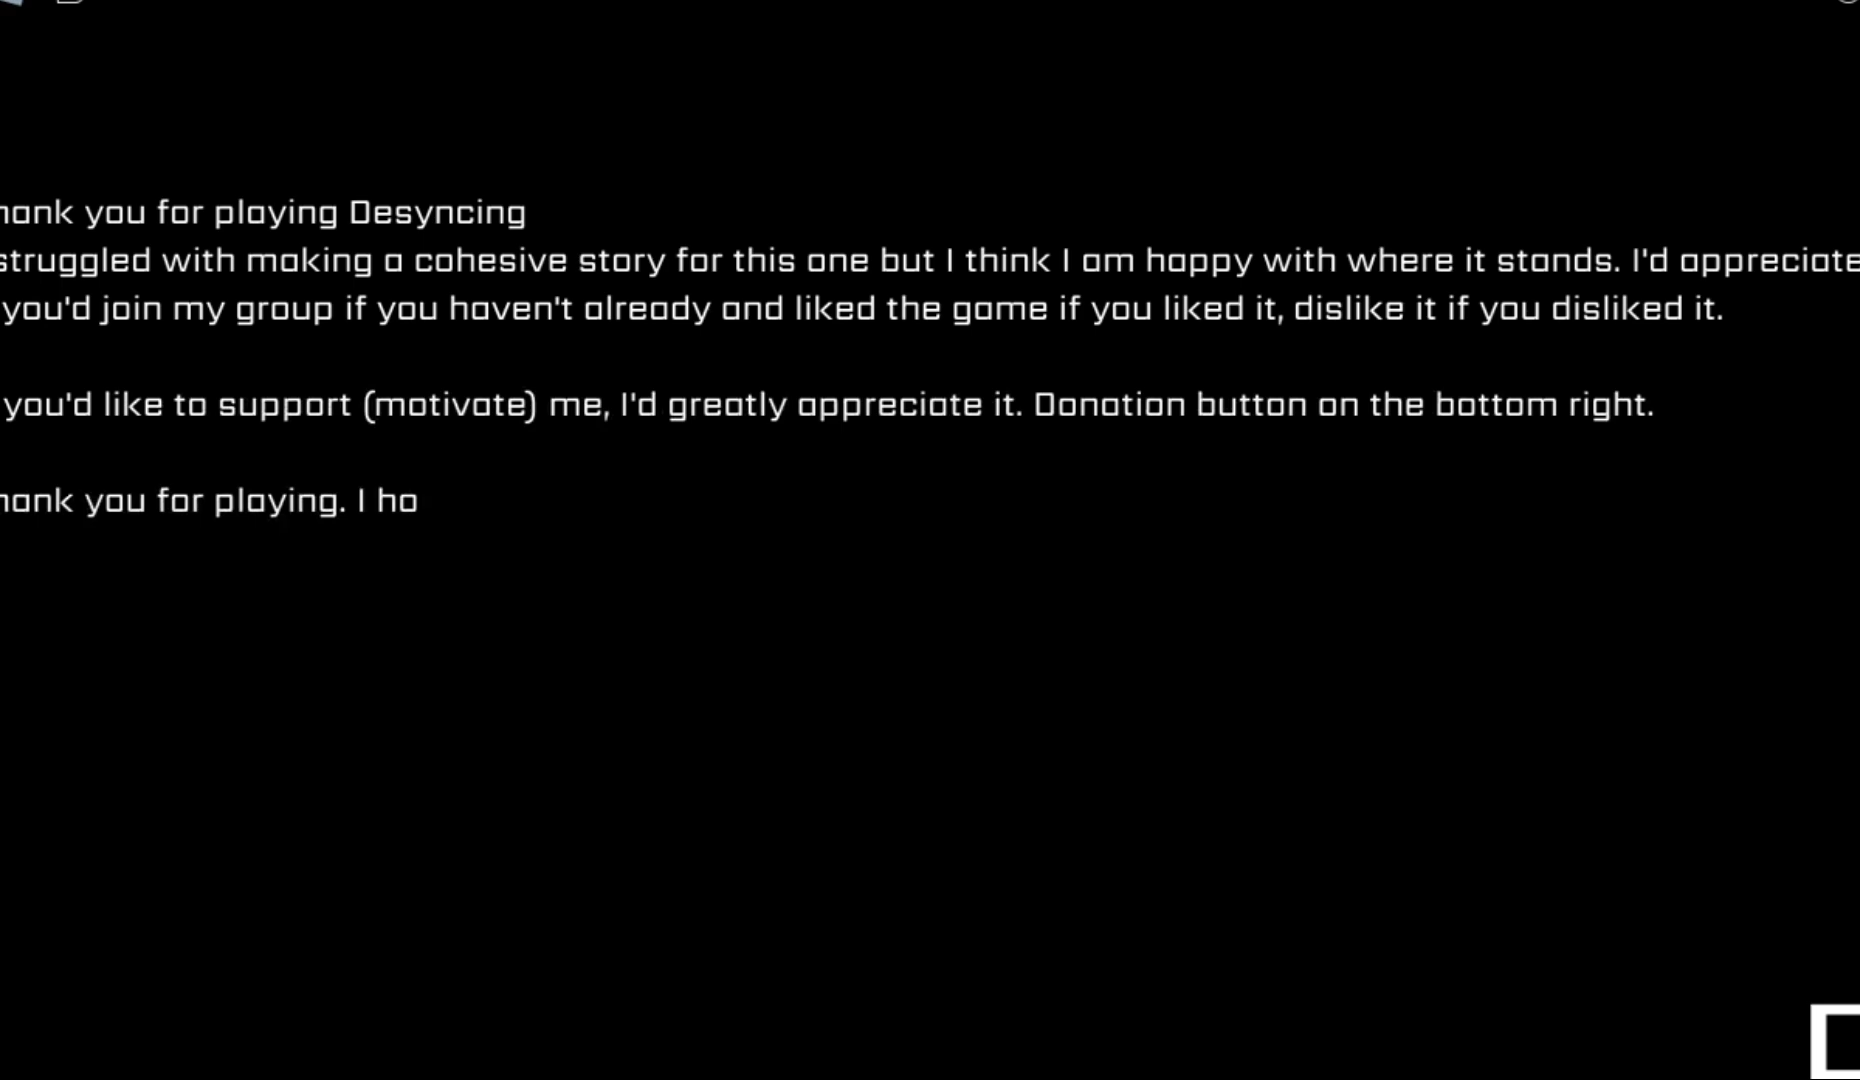 hank you for playing Desyncing
struggled with making a cohesive story for this one but I think I am happy with where it stands. I'd appreciate
you'd join my group if you haven't already and liked the game if you liked it, dislike it if you disliked it.
you'd like to support (motivate) me, I'd greatly appreciate it. Donation button on the bottom right.
hank you for playing. I ho